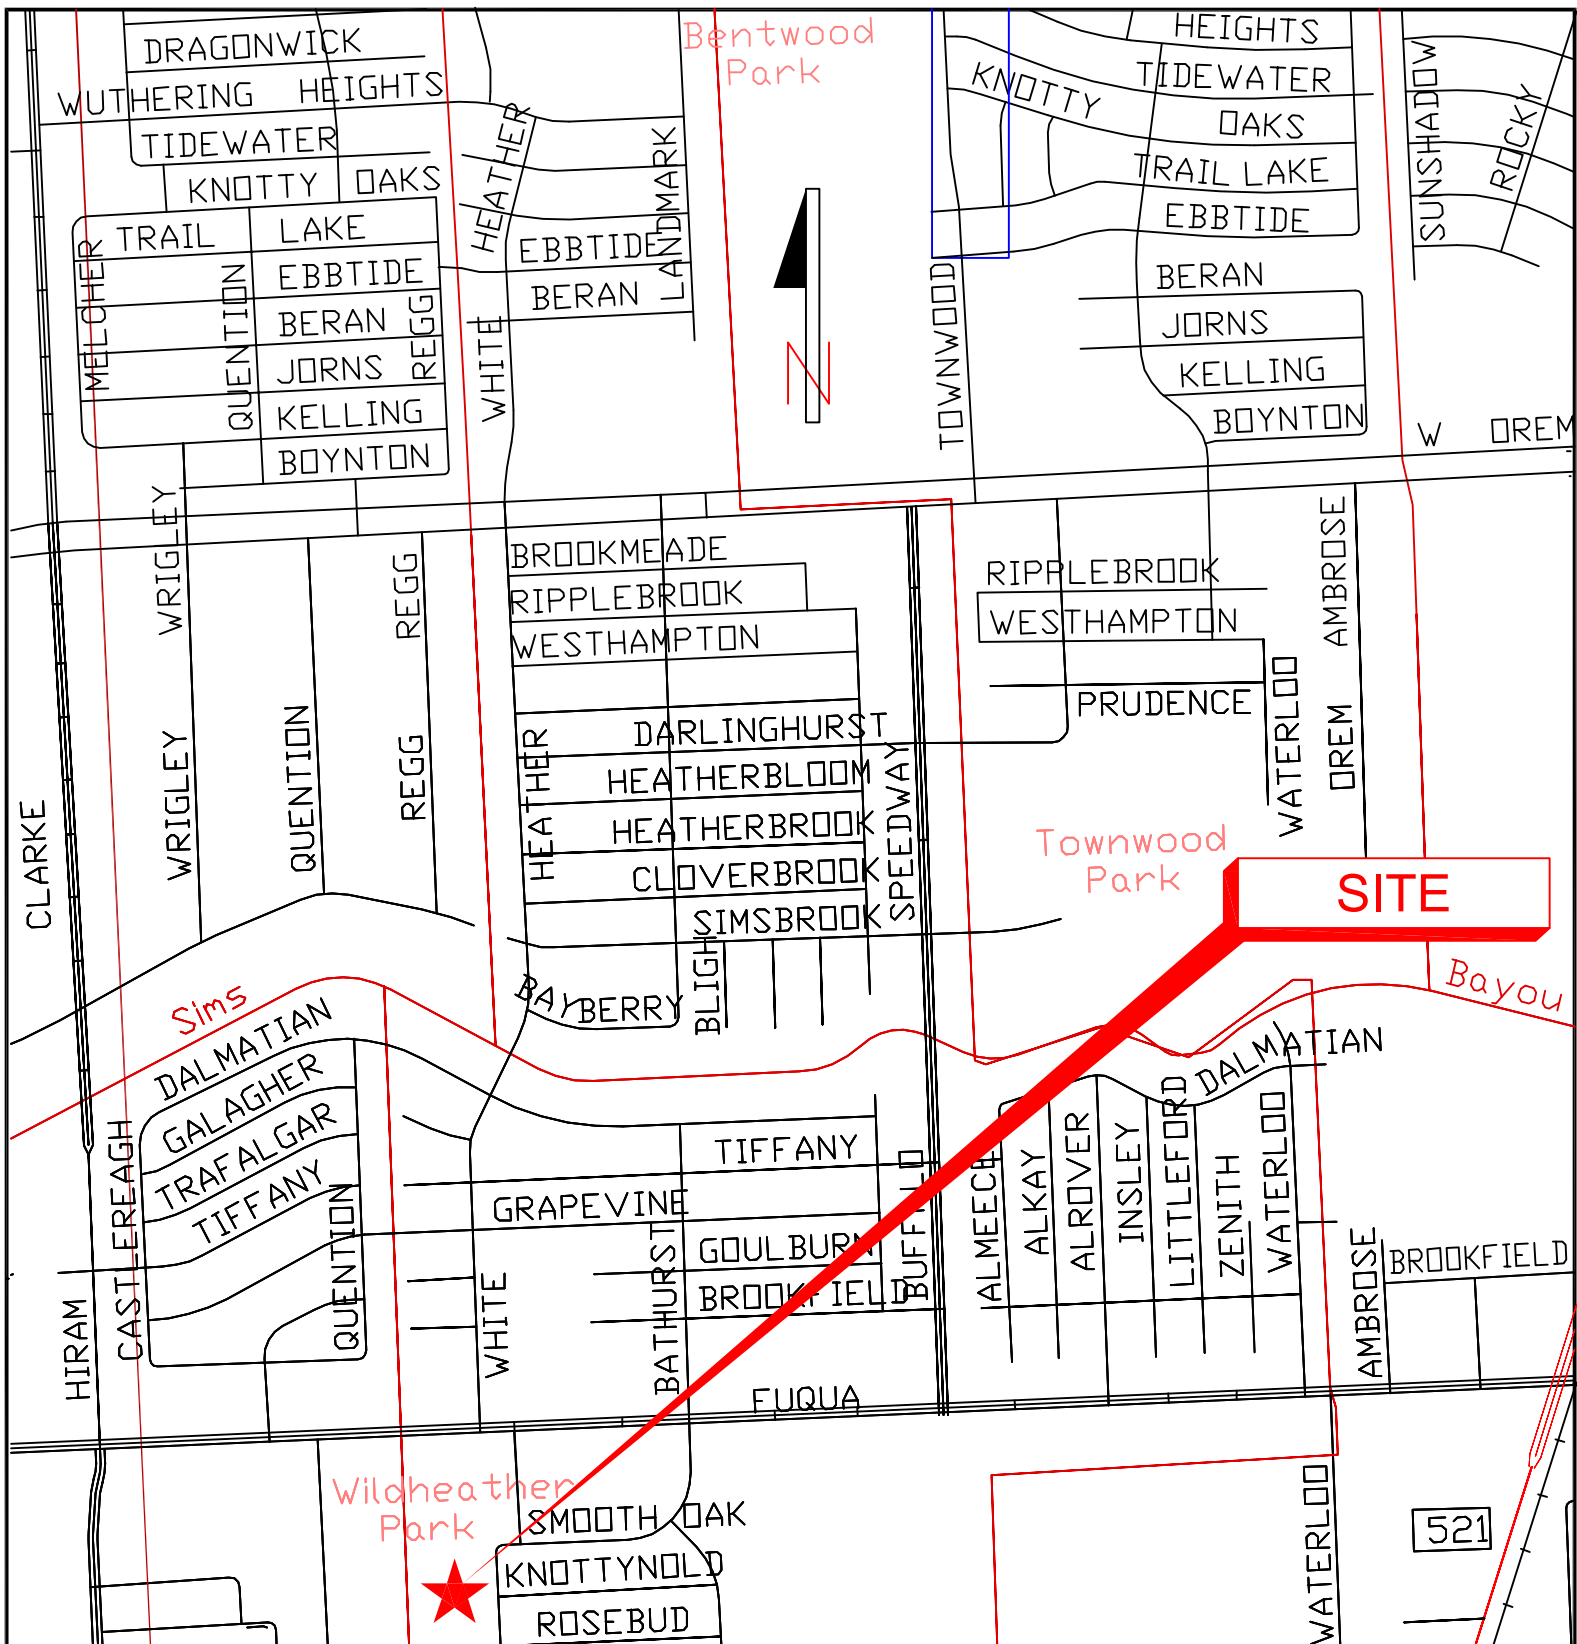 Bentwood
Park
HEIGHTS
DRAGONWICK
TIDEWATER
WUTHERING HEIGHTS
KNOTTY
OAKS
SUNSHADOW
ROCKY
TIDEWATER
HEATHER
LANDMARK
TRAIL LAKE
KNOTTY OAKS
EBBTIDE
TRAIL LAKE
EBBTIDE
EBBTIDE
BERAN
MELCHER
QUENTION
REGG
BERAN
BERAN
JORNS
JORNS
WHITE
N
TOWNWOOD
KELLING
KELLING
BOYNTON
W OREM
BOYNTON
WRIGLEY
REGG
BROOKMEADE
AMBROSE
RIPPLEBROOK
RIPPLEBROOK
WESTHAMPTON
WESTHAMPTON
PRUDENCE
WATERLOO
OREM
WRIGLEY
QUENTION
REGG
HEATHER
DARLINGHURST
SPEEDWAY
HEATHERBLOOM
CLARKE
HEATHERBROOK
Townwood
Park
CLOVERBROOK
SITE
SIMSBROOK
BLIGH
BAYBERRY
Sims
Bayou
DALMATIAN
DALMATIAN
GALAGHER
TRAFALGAR
TIFFANY
CASTLEREAGH
QUENTION
TIFFANY
GRAPEVINE
GOULBURN
BROOKFIELD
BATHURST
BUFFALO
ALMEECE
ALKAY
ALROVER
INSLEY
LITTLEFORD
ZENITH
WATERLOO
AMBROSE
BROOKFIELD
HIRAM
WHITE
FUQUA
Wildheather
Park
SMOOTH OAK
WATERLOO
521
KNOTTYNOLD
ROSEBUD